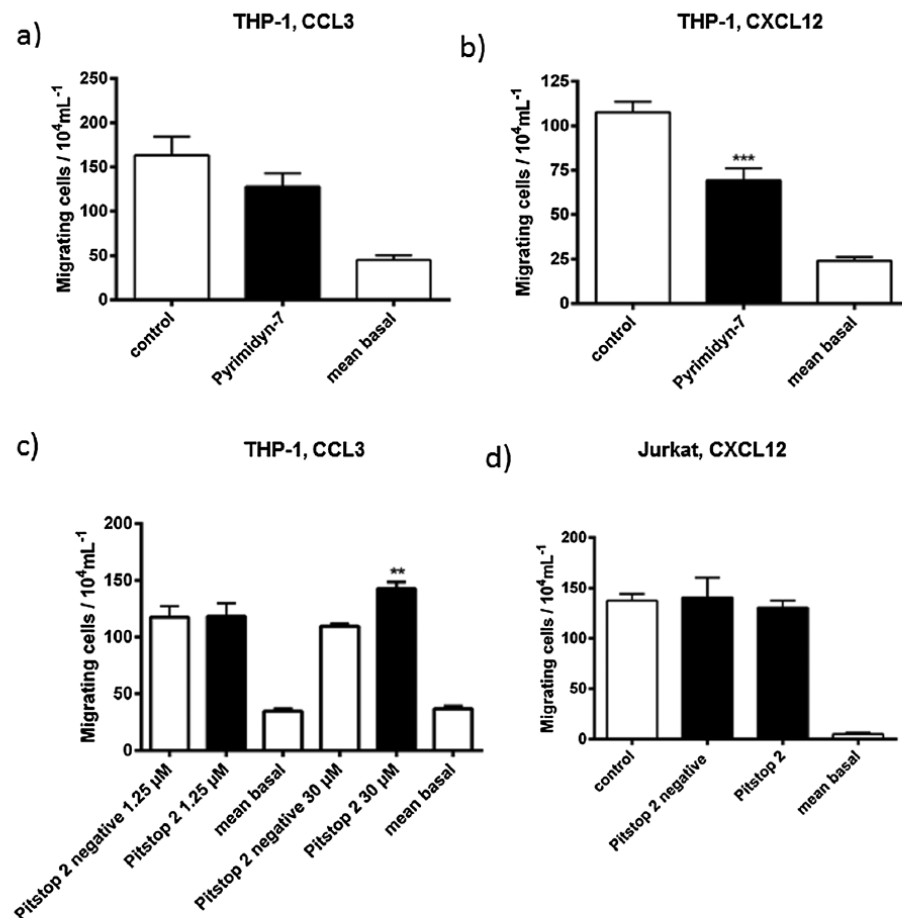 a)
THP-1, CCL3
Migrating cells / 10⁴mL⁻¹
250
200
150
100
50
0
control
Pyrimidyn-7
mean basal
b)
THP-1, CXCL12
Migrating cells / 10⁴mL⁻¹
125
100
75
50
25
0
***
control
Pyrimidyn-7
mean basal
c)
THP-1, CCL3
Migrating cells / 10⁴mL⁻¹
200
150
100
50
0
**
Pitstop 2 negative 1.25 µM
Pitstop 2 1.25 µM
mean basal
Pitstop 2 negative 30 µM
Pitstop 2 30 µM
mean basal
d)
Jurkat, CXCL12
Migrating cells / 10⁴mL⁻¹
200
150
100
50
0
control
Pitstop 2 negative
Pitstop 2
mean basal